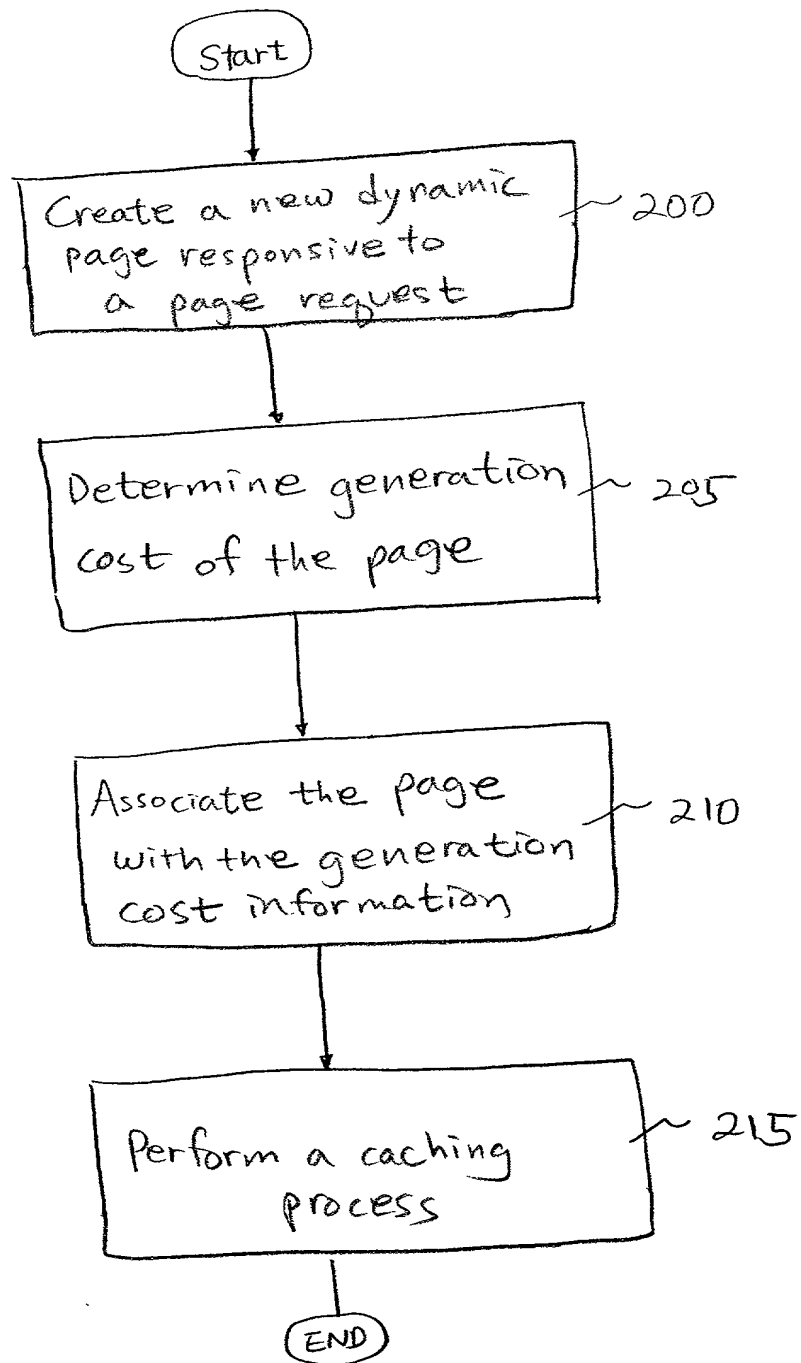 Start
Create a new dynamic
page responsive to
a page request
200
Determine generation
cost of the page
205
Associate the page
with the generation
cost information
210
Perform a caching
process
215
END